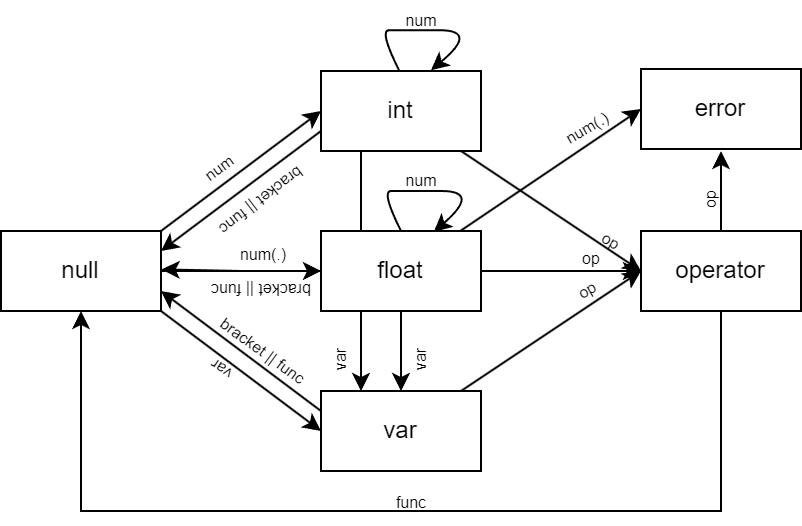 num
int
error
num(.)
num
bracket || func
num
op
op
null
num(.)
float
op
operator
bracket || func
op
bracket || func
var
var
var
var
func